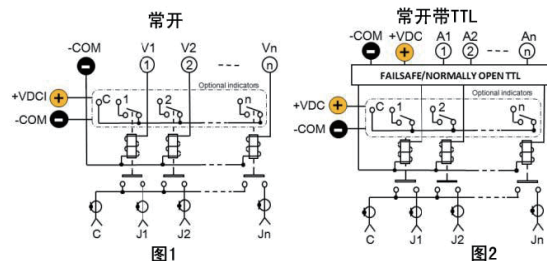 常开
-COM V1 V2 Vn
1 2 n
Optional indicators
+VDCI
C 1 2 n
-COM
C J1 J2 Jn
图1
常开带TTL
-COM +VDC A1 A2 An
1 2 n
FAILSAFE/NORMALLY OPEN TTL
Optional indicators
+VDC
C 1 2 n
-COM
C J1 J2 Jn
图2